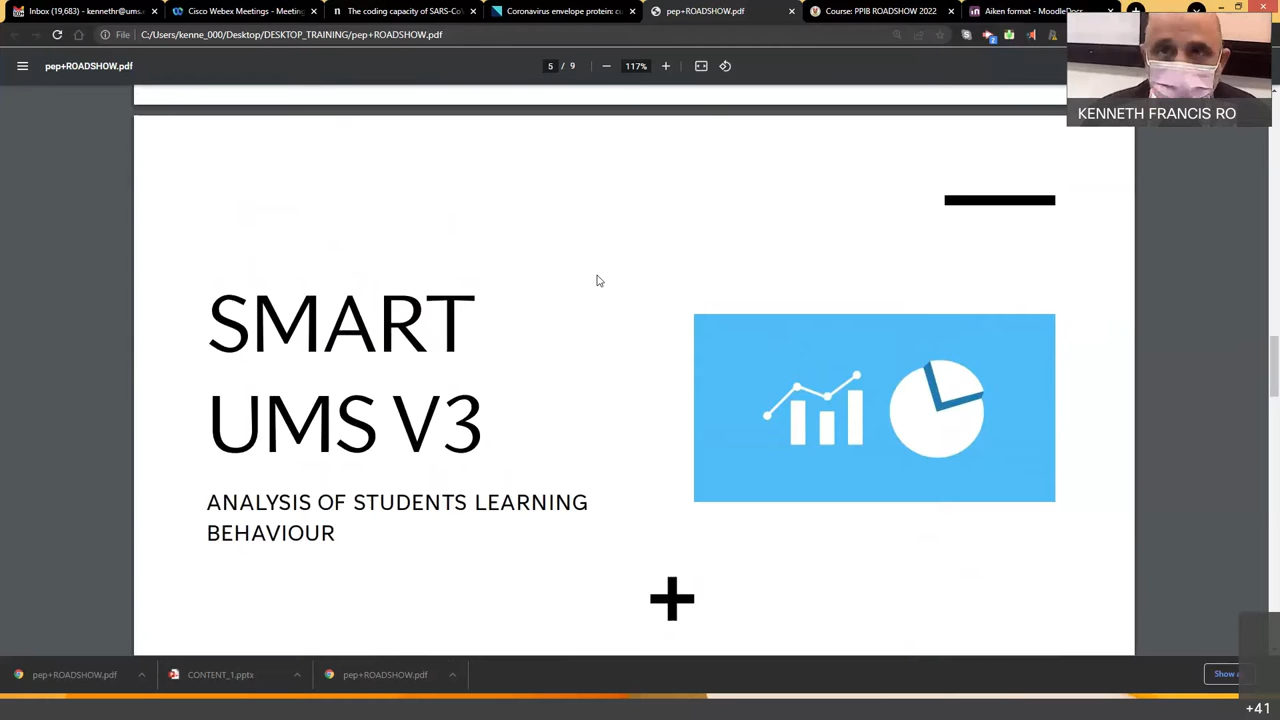 Inbox (19,683) - kennethr@ums.
Cisco Webex Meetings - Meetin
The coding capacity of SARS-CoV
Coronavirus envelope protein: cu
pep+ROADSHOW.pdf
Course: PPIB ROADSHOW 2022
Aiken format - MoodleDocs
File
C:/Users/kenne_000/Desktop/DESKTOP_TRAINING/pep+ROADSHOW.pdf
pep+ROADSHOW.pdf
5 / 9
117%
KENNETH FRANCIS RO
SMART
UMS V3
ANALYSIS OF STUDENTS LEARNING
BEHAVIOUR
pep+ROADSHOW.pdf
CONTENT_1.pptx
pep+ROADSHOW.pdf
Show
+41